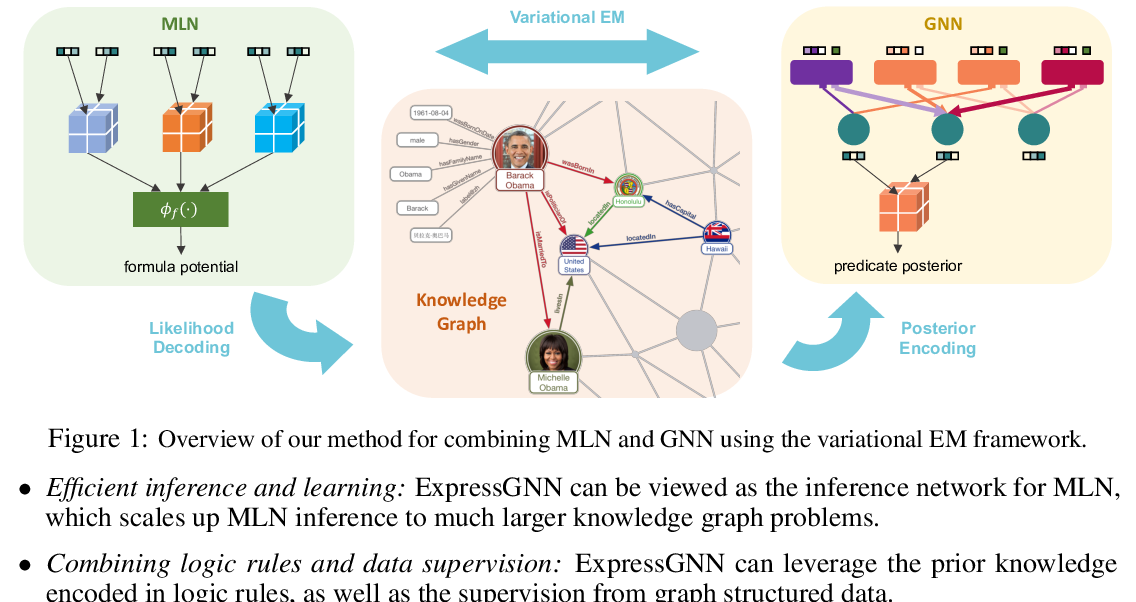 MLN
Variational EM
GNN
ϕf(·)
formula potential
1961-08-04
male
Obama
Barack
贝拉克·奥巴马
wasBornOnDate
hasGender
hasFamilyName
hasGivenName
Barack
Obama
wasBornIn
isPoliticianOf
isMarriedTo
Honolulu
locatedIn
hasCapital
locatedIn
Hawaii
United
States
livesIn
Michelle
Obama
Knowledge
Graph
predicate posterior
Likelihood
Decoding
Posterior
Encoding
Figure 1: Overview of our method for combining MLN and GNN using the variational EM framework.
• Efficient inference and learning: ExpressGNN can be viewed as the inference network for MLN,
which scales up MLN inference to much larger knowledge graph problems.
• Combining logic rules and data supervision: ExpressGNN can leverage the prior knowledge
encoded in logic rules, as well as the supervision from graph structured data.